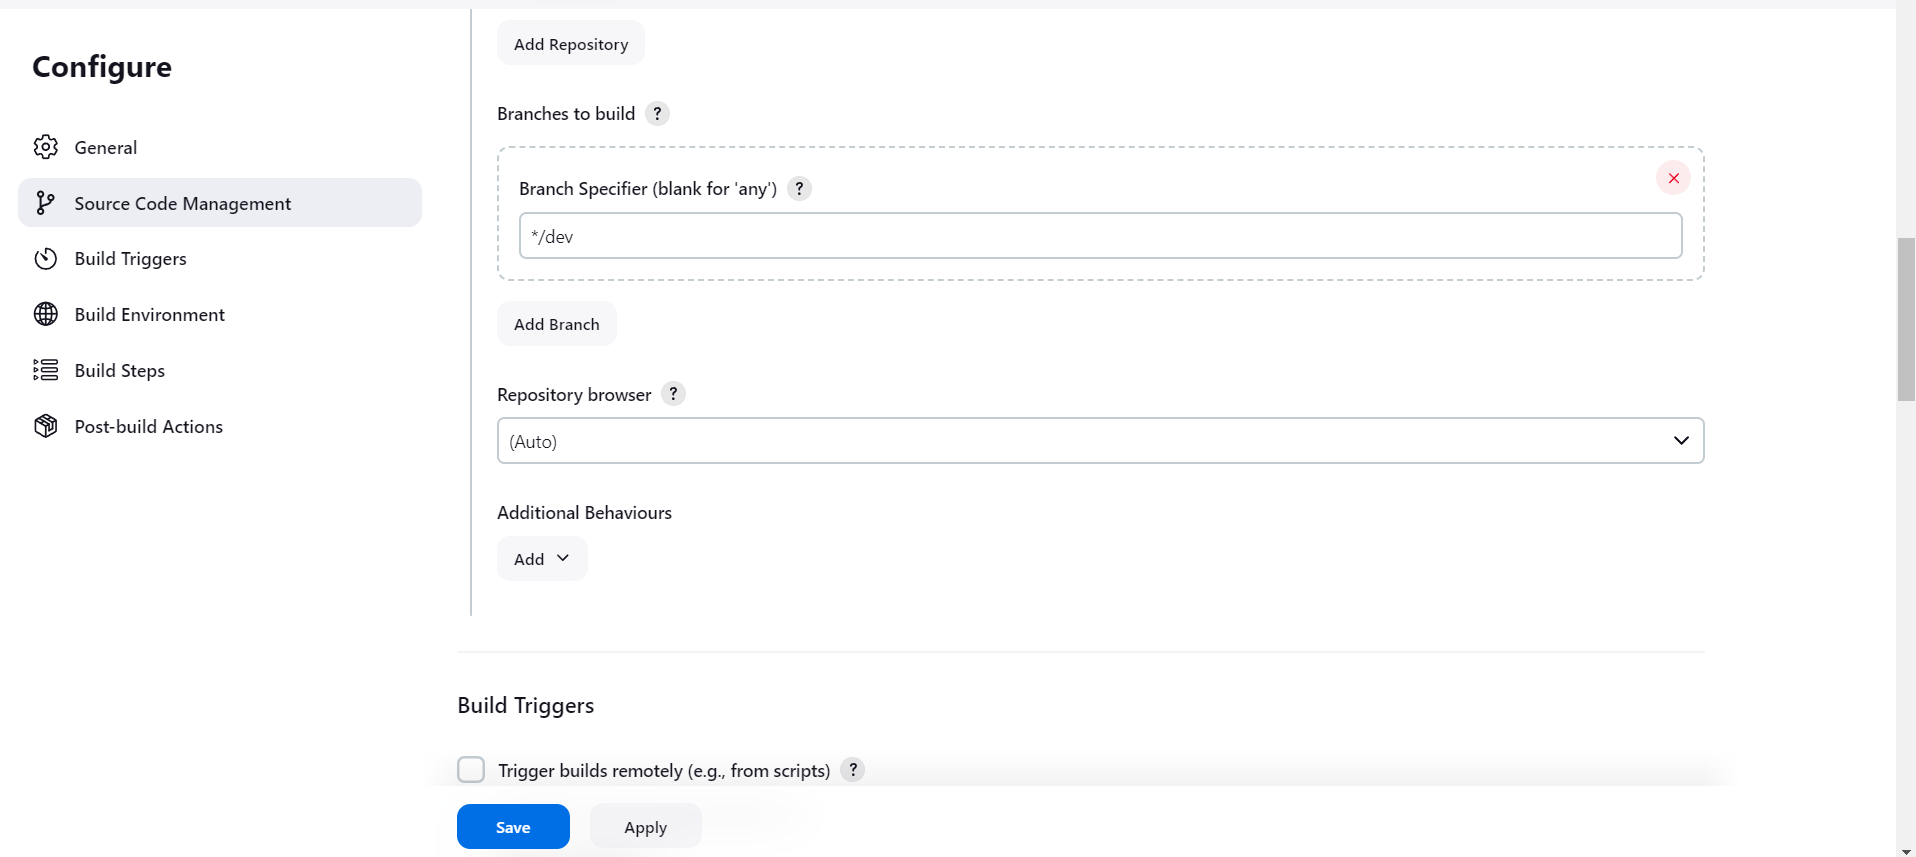 Configure
General
Source Code Management
Build Triggers
Build Environment
Build Steps
Post-build Actions
Add Repository
Branches to build ?
Branch Specifier (blank for 'any') ?
*/dev
Add Branch
Repository browser ?
(Auto)
Additional Behaviours
Add
Build Triggers
Trigger builds remotely (e.g., from scripts) ?
Save
Apply